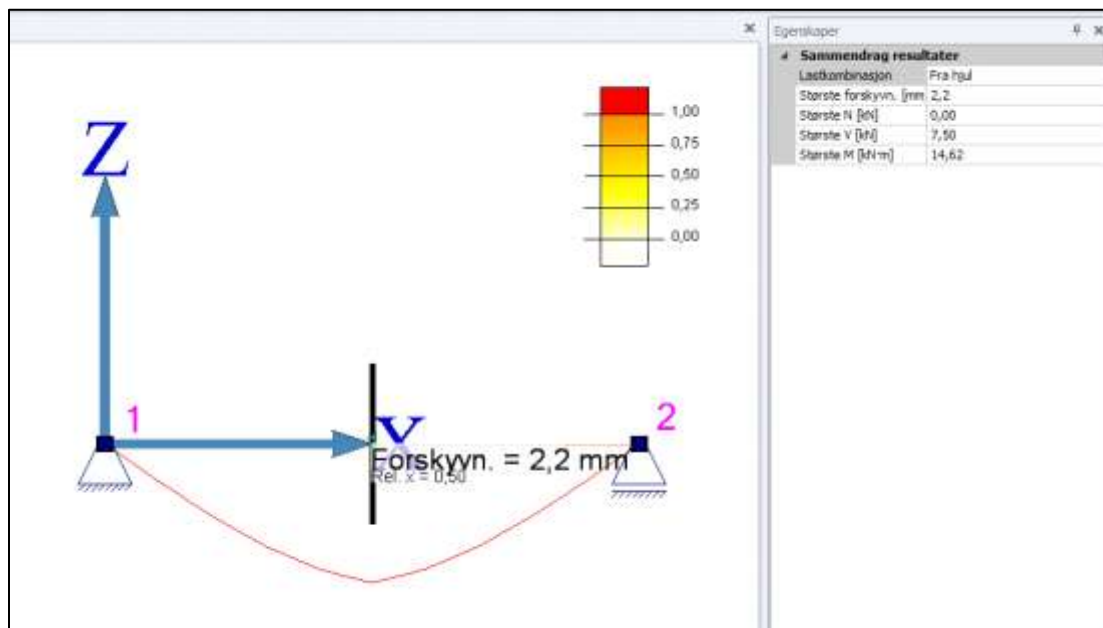 Egenskaper
Sammendrag resultater
Lastkombinasjon Fra hjul
Største forskyvn. [mm 2,2
Største N [kN] 0,00
Største V [kN] 7,50
Største M [kN·m] 14,62
Z
1,00
0,75
0,50
0,25
0,00
1
2
Forskyvn. = 2,2 mm
Rel. x = 0,50